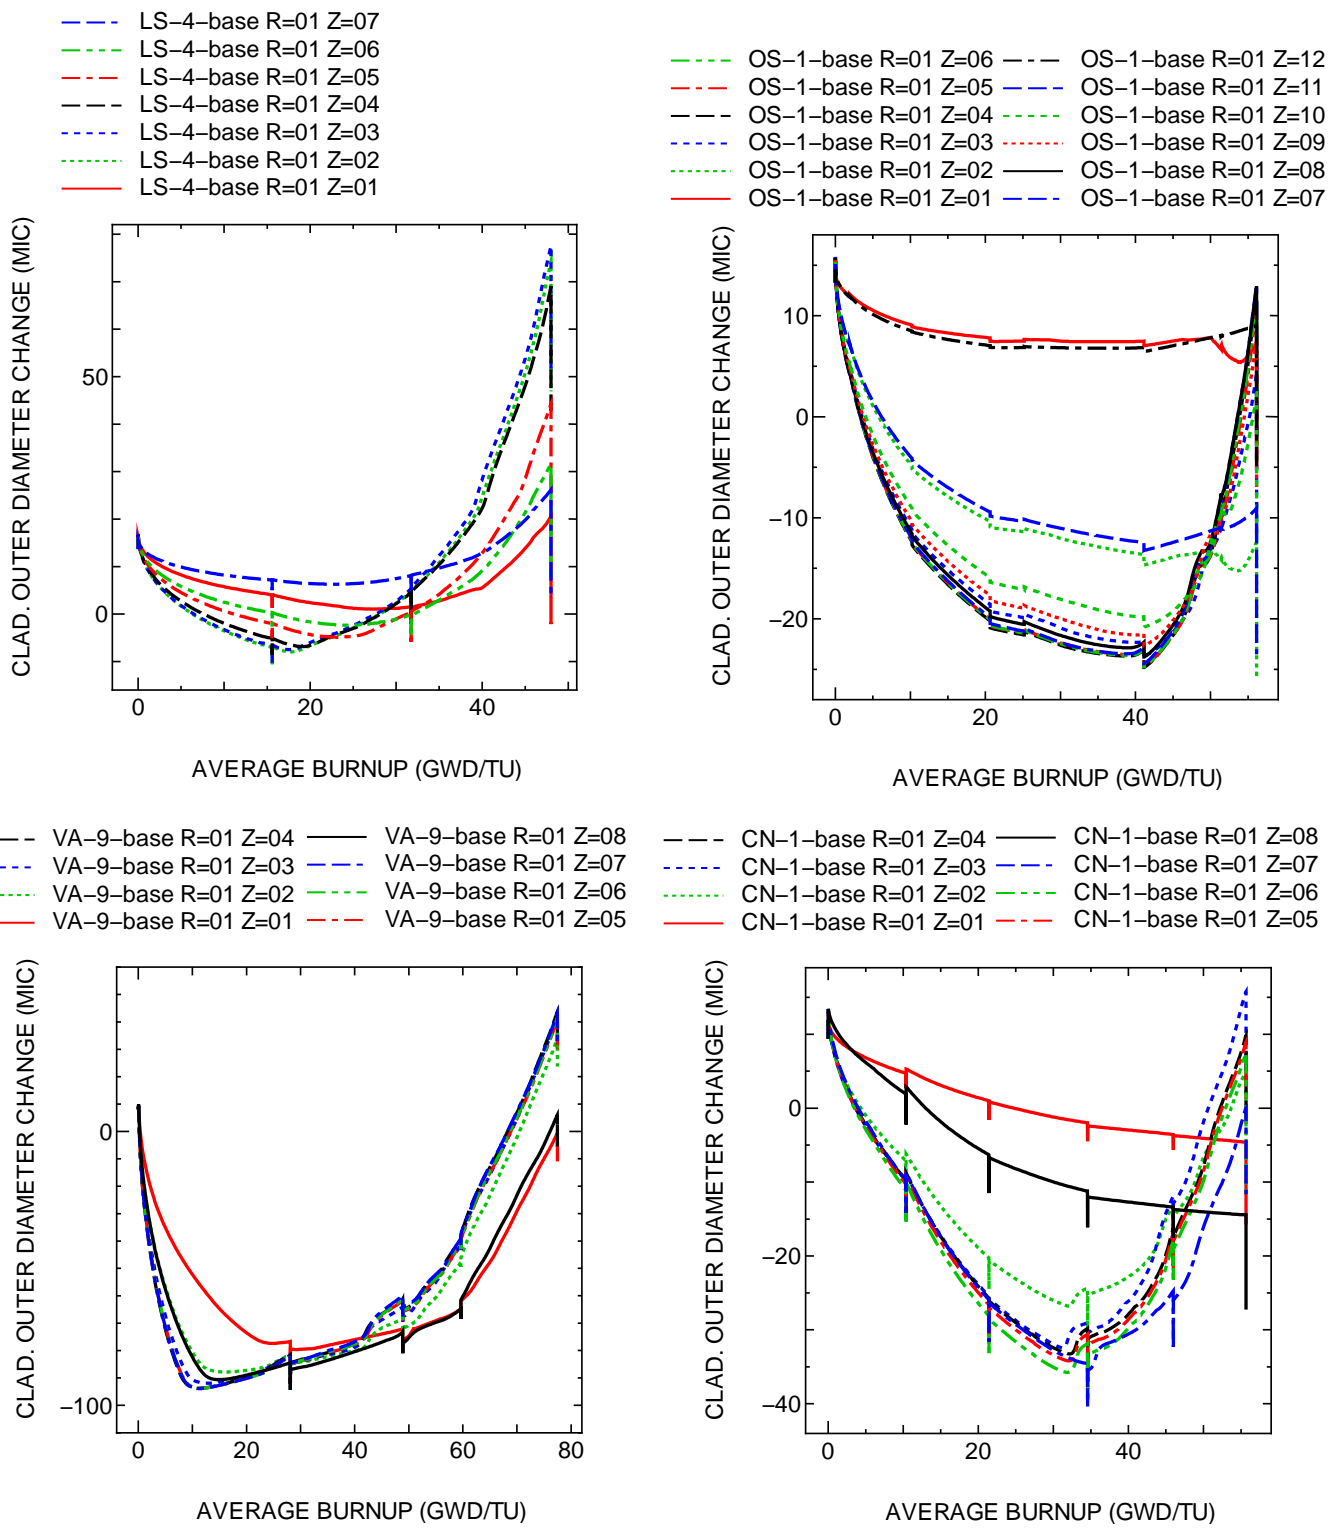 LS−4−base R=01 Z=07
LS−4−base R=01 Z=06
LS−4−base R=01 Z=05
LS−4−base R=01 Z=04
LS−4−base R=01 Z=03
LS−4−base R=01 Z=02
LS−4−base R=01 Z=01
CLAD. OUTER DIAMETER CHANGE (MIC)
50
0
0 20 40
AVERAGE BURNUP (GWD/TU)
OS−1−base R=01 Z=06 OS−1−base R=01 Z=12
OS−1−base R=01 Z=05 OS−1−base R=01 Z=11
OS−1−base R=01 Z=04 OS−1−base R=01 Z=10
OS−1−base R=01 Z=03 OS−1−base R=01 Z=09
OS−1−base R=01 Z=02 OS−1−base R=01 Z=08
OS−1−base R=01 Z=01 OS−1−base R=01 Z=07
CLAD. OUTER DIAMETER CHANGE (MIC)
10
0
−10
−20
0 20 40
AVERAGE BURNUP (GWD/TU)
VA−9−base R=01 Z=04 VA−9−base R=01 Z=08
VA−9−base R=01 Z=03 VA−9−base R=01 Z=07
VA−9−base R=01 Z=02 VA−9−base R=01 Z=06
VA−9−base R=01 Z=01 VA−9−base R=01 Z=05
CLAD. OUTER DIAMETER CHANGE (MIC)
0
−100
0 20 40 60 80
AVERAGE BURNUP (GWD/TU)
CN−1−base R=01 Z=04 CN−1−base R=01 Z=08
CN−1−base R=01 Z=03 CN−1−base R=01 Z=07
CN−1−base R=01 Z=02 CN−1−base R=01 Z=06
CN−1−base R=01 Z=01 CN−1−base R=01 Z=05
CLAD. OUTER DIAMETER CHANGE (MIC)
0
−20
−40
0 20 40
AVERAGE BURNUP (GWD/TU)